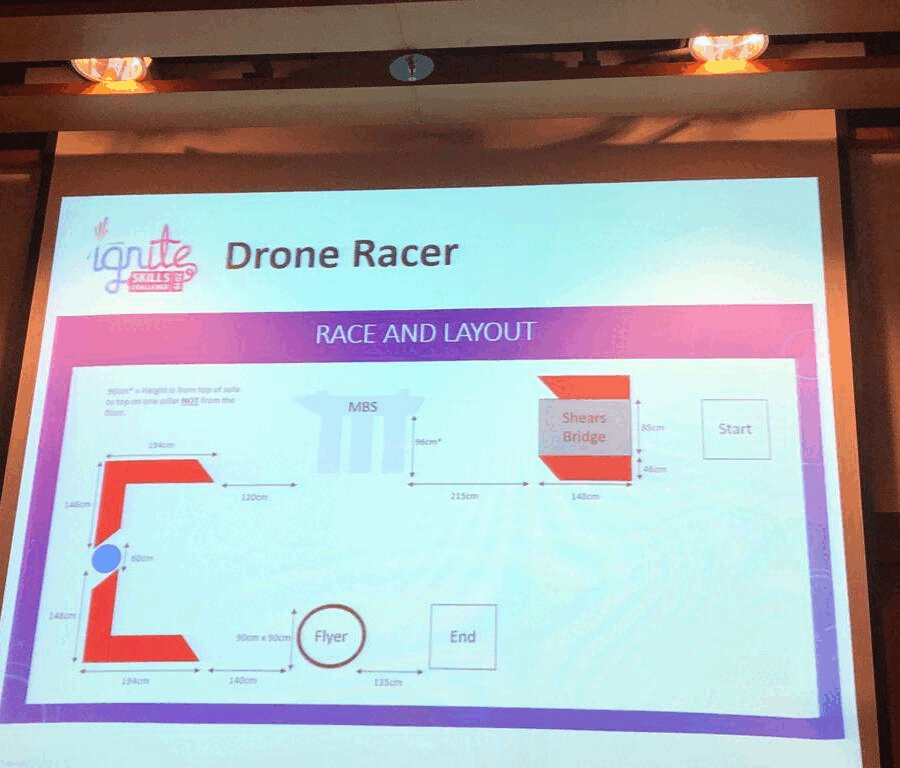 ignite
SKILLS
CHALLENGE
Drone Racer
RACE AND LAYOUT
96cm* = Height is from top of sofa
to top on one pillar NOT from the
floor.
MBS
96cm*
Shears
Bridge
85cm
46cm
Start
194cm
120cm
215cm
148cm
148cm
60cm
148cm
90cm x 90cm
Flyer
End
194cm
140cm
135cm